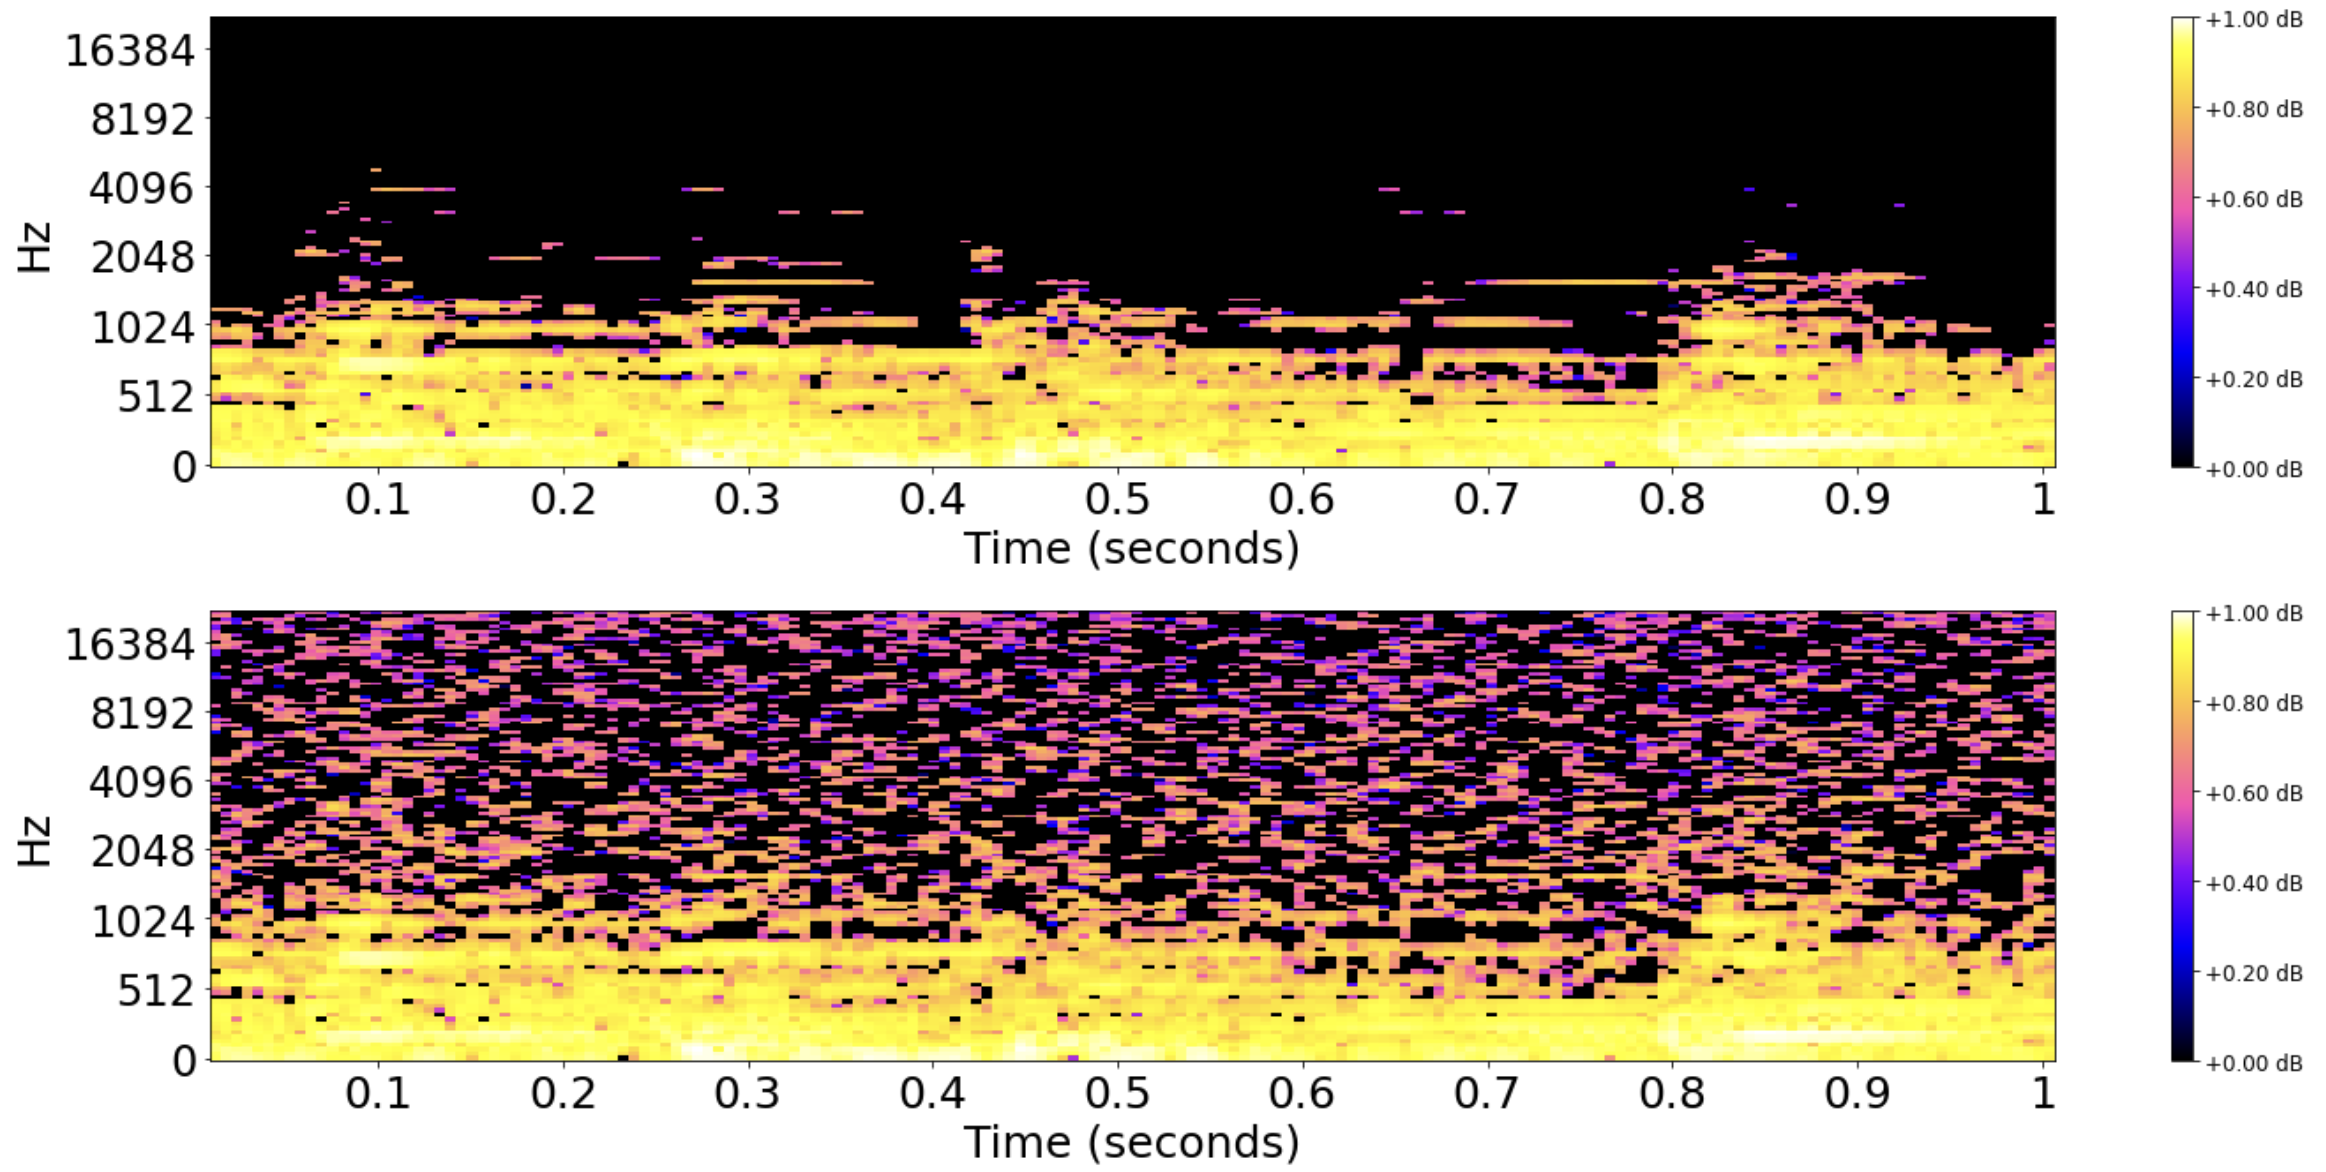 16384
8192
4096
2048
1024
512
0
Hz
0.1 0.2 0.3 0.4 0.5 0.6 0.7 0.8 0.9 1
Time (seconds)
+1.00 dB
+0.80 dB
+0.60 dB
+0.40 dB
+0.20 dB
+0.00 dB
16384
8192
4096
2048
1024
512
0
Hz
0.1 0.2 0.3 0.4 0.5 0.6 0.7 0.8 0.9 1
Time (seconds)
+1.00 dB
+0.80 dB
+0.60 dB
+0.40 dB
+0.20 dB
+0.00 dB